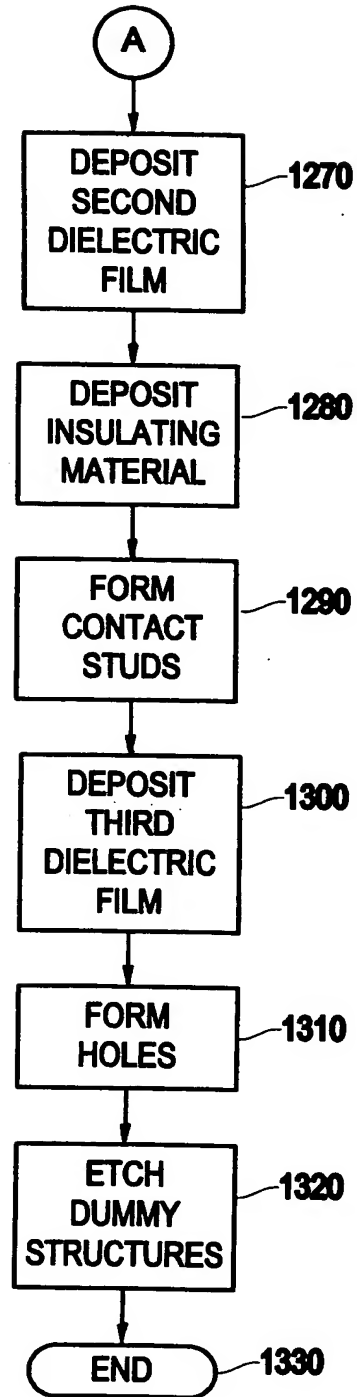 A
DEPOSIT
SECOND
DIELECTRIC
FILM
1270
DEPOSIT
INSULATING
MATERIAL
1280
FORM
CONTACT
STUDS
1290
DEPOSIT
THIRD
DIELECTRIC
FILM
1300
FORM
HOLES
1310
ETCH
DUMMY
STRUCTURES
1320
END
1330